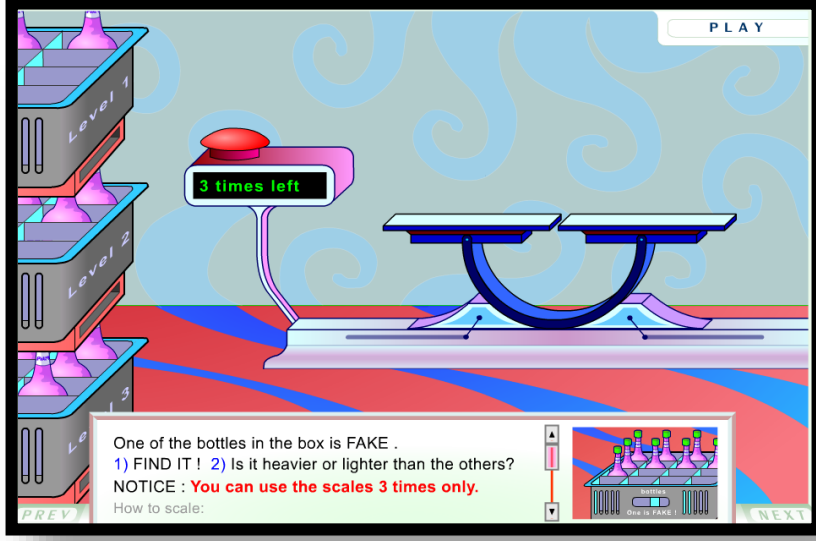 PLAY
Level 1
3 times left
Level 2
Level 3
One of the bottles in the box is FAKE .
1) FIND IT ! 2) Is it heavier or lighter than the others?
NOTICE : You can use the scales 3 times only.
How to scale:
bottles
One is FAKE !
PREV
NEXT